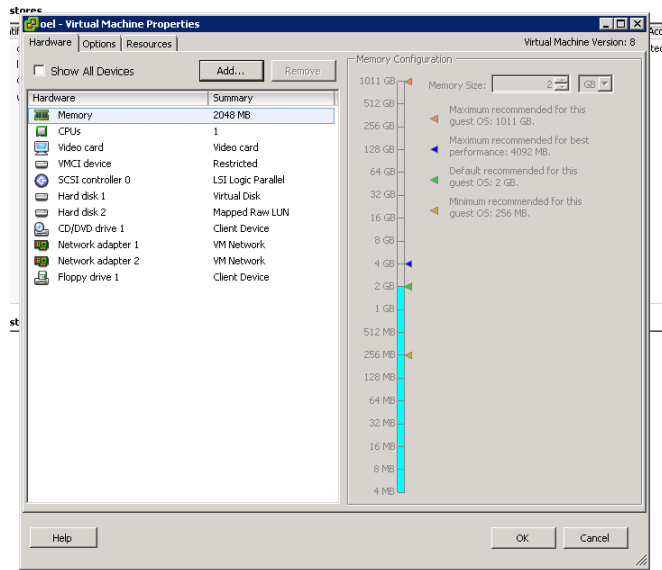 stores
oel - Virtual Machine Properties
Hardware Options Resources
Virtual Machine Version: 8
Show All Devices
Add...
Remove
Hardware Summary
Memory 2048 MB
CPUs 1
Video card Video card
VMCI device Restricted
SCSI controller 0 LSI Logic Parallel
Hard disk 1 Virtual Disk
Hard disk 2 Mapped Raw LUN
CD/DVD drive 1 Client Device
Network adapter 1 VM Network
Network adapter 2 VM Network
Floppy drive 1 Client Device
Memory Configuration
1011 GB
512 GB
256 GB
128 GB
64 GB
32 GB
16 GB
8 GB
4 GB
2 GB
1 GB
512 MB
256 MB
128 MB
64 MB
32 MB
16 MB
8 MB
4 MB
Memory Size: 2 GB
Maximum recommended for this
guest OS: 1011 GB.
Maximum recommended for best
performance: 4092 MB.
Default recommended for this
guest OS: 2 GB.
Minimum recommended for this
guest OS: 256 MB.
Help
OK
Cancel